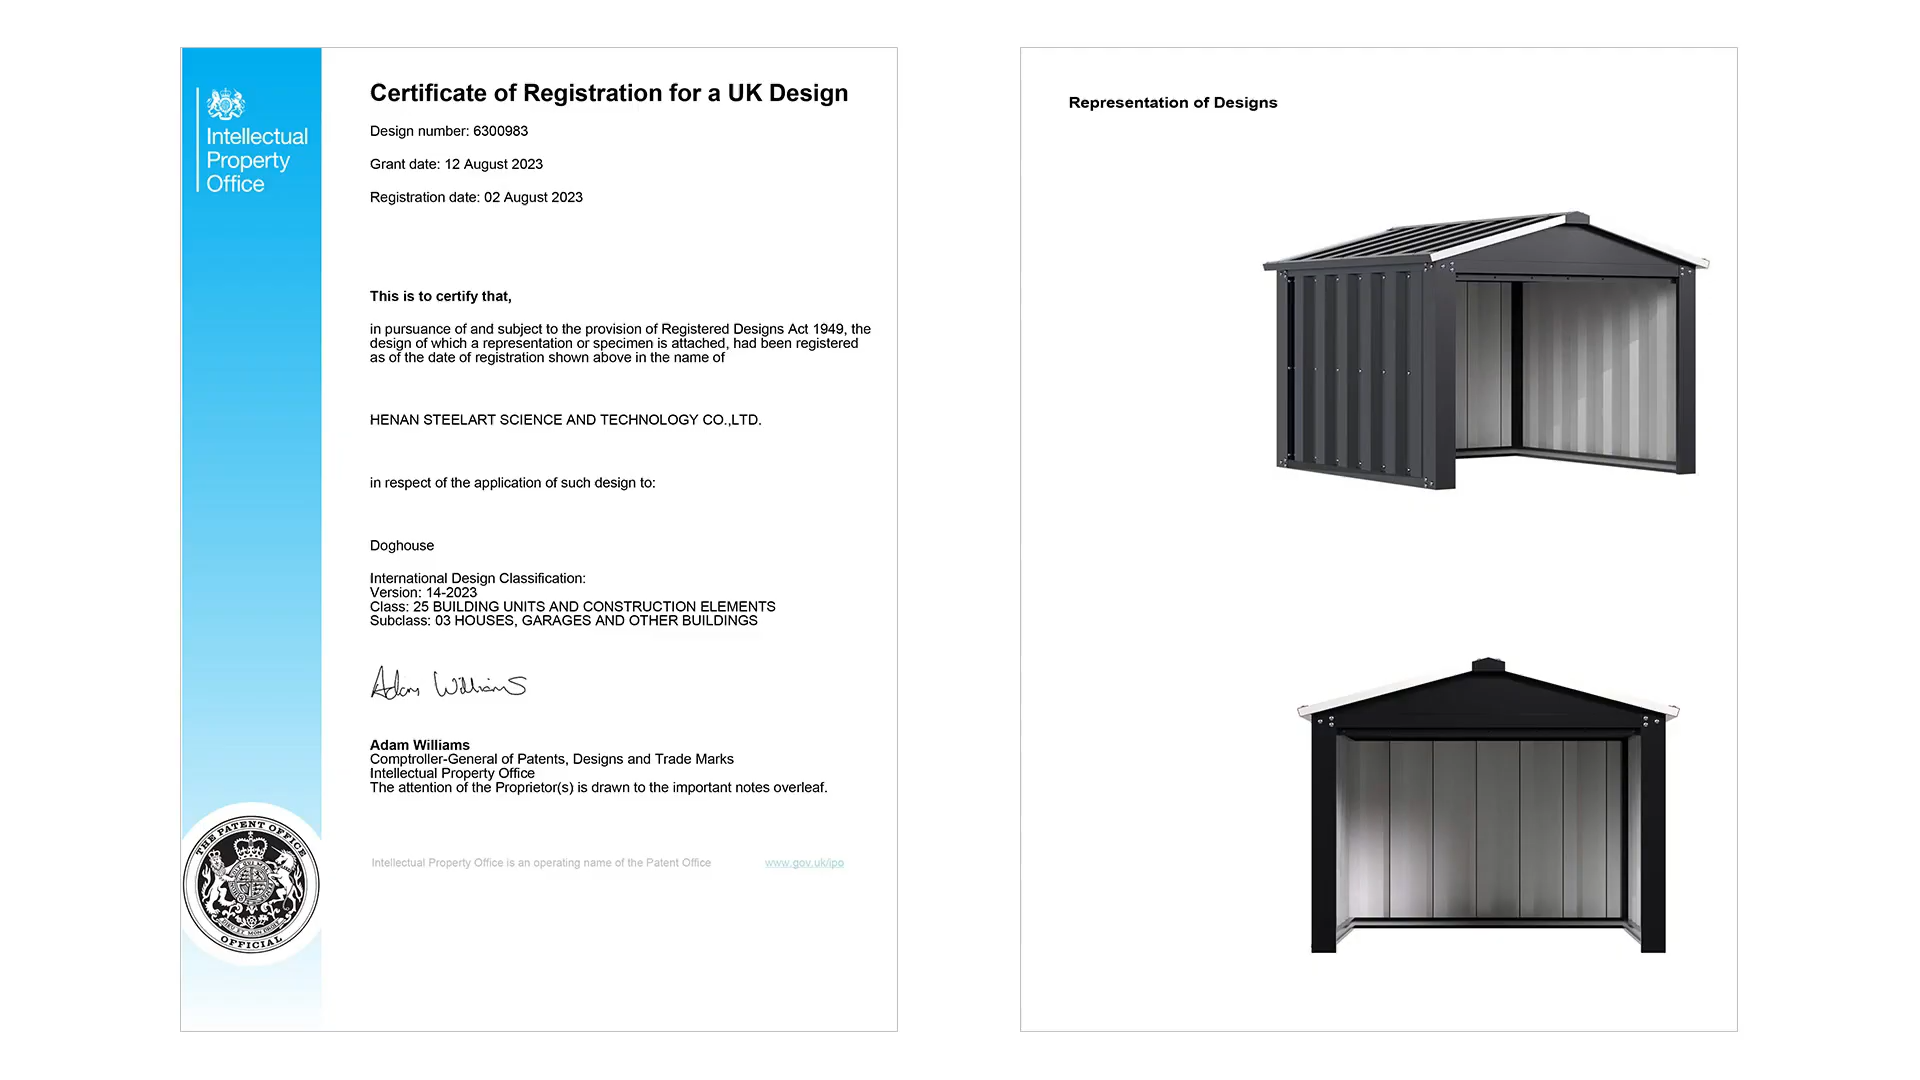 Intellectual
Property
Office
Certificate of Registration for a UK Design
Design number: 6300983
Grant date: 12 August 2023
Registration date: 02 August 2023
This is to certify that,
in pursuance of and subject to the provision of Registered Designs Act 1949, the
design of which a representation or specimen is attached, had been registered
as of the date of registration shown above in the name of
HENAN STEELART SCIENCE AND TECHNOLOGY CO.,LTD.
in respect of the application of such design to:
Doghouse
International Design Classification:
Version: 14-2023
Class: 25 BUILDING UNITS AND CONSTRUCTION ELEMENTS
Subclass: 03 HOUSES, GARAGES AND OTHER BUILDINGS
Adam Williams
Adam Williams
Comptroller-General of Patents, Designs and Trade Marks
Intellectual Property Office
The attention of the Proprietor(s) is drawn to the important notes overleaf.
Intellectual Property Office is an operating name of the Patent Office www.gov.uk/ipo
THE PATENT OFFICE
DIEU ET MON DROIT
OFFICIAL
Representation of Designs